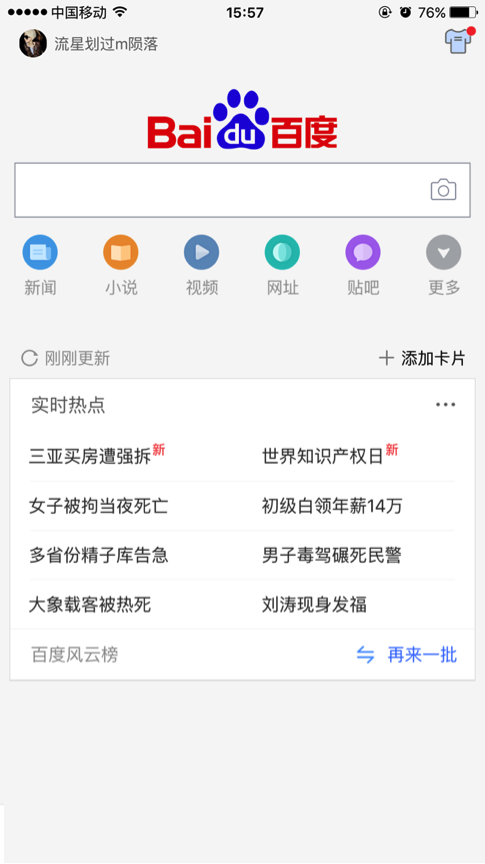 中国移动 15:57 76%
流星划过m陨落
Bai du 百度
新闻 小说 视频 网址 贴吧 更多
刚刚更新 添加卡片
实时热点
三亚买房遭强拆新 世界知识产权日新
女子被拘当夜死亡 初级白领年薪14万
多省份精子库告急 男子毒驾碾死民警
大象载客被热死 刘涛现身发福
百度风云榜 再来一批